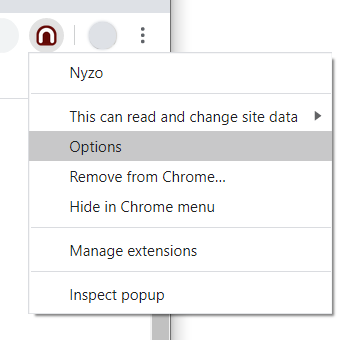 Nyzo
This can read and change site data
Options
Remove from Chrome...
Hide in Chrome menu
Manage extensions
Inspect popup